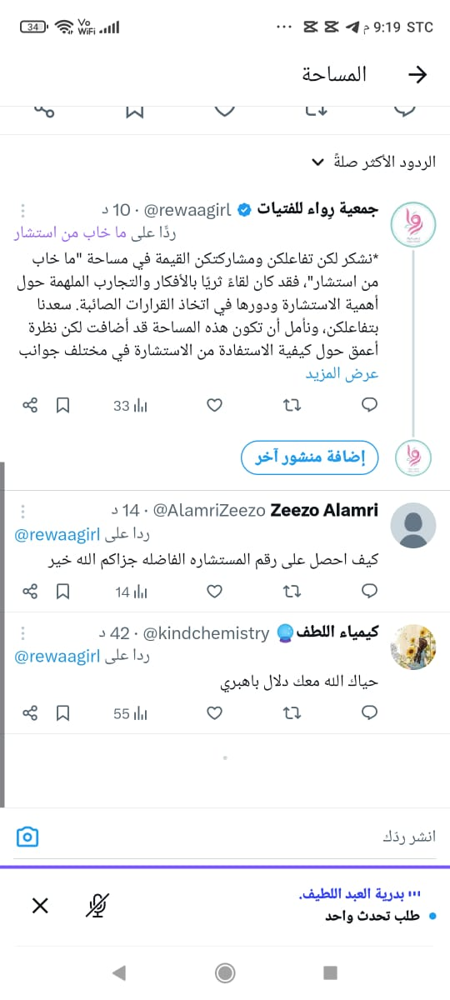 34 Vo WiFi ··· م 9:19 STC
المساحة
الردود الأكثر صلةً
جمعية رِواء للفتيات @rewaagirl · 10 د
ردًا على ما خاب من استشار
*نشكر لكن تفاعلكن ومشاركتكن القيمة في مساحة "ما خاب
من استشار"، فقد كان لقاءً ثريًا بالأفكار والتجارب الملهمة حول
أهمية الاستشارة ودورها في اتخاذ القرارات الصائبة. سعدنا
بتفاعلكن، ونأمل أن تكون هذه المساحة قد أضافت لكن نظرة
أعمق حول كيفية الاستفادة من الاستشارة في مختلف جوانب
عرض المزيد
33
إضافة منشور آخر
Zeezo Alamri @AlamriZeezo · 14 د
ردا على @rewaagirl
كيف احصل على رقم المستشاره الفاضله جزاكم الله خير
14
كيمياء اللطف🔮 @kindchemistry · 42 د
ردا على @rewaagirl
حياك الله معك دلال باهبري
55
انشر ردّك
بدرية العبد اللطيف.
طلب تحدث واحد